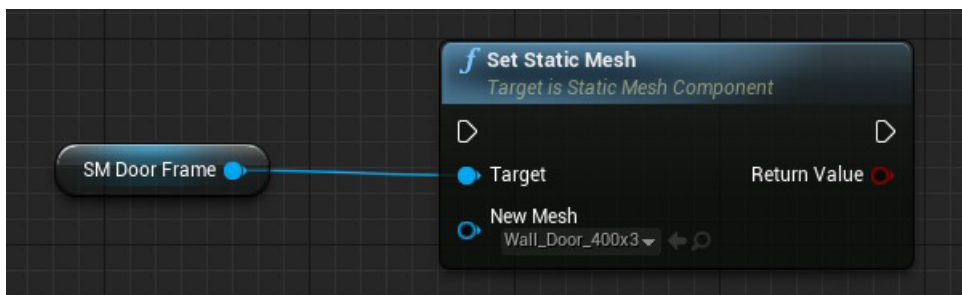 f Set Static Mesh
Target is Static Mesh Component
SM Door Frame
Target
Return Value
New Mesh
Wall_Door_400x3